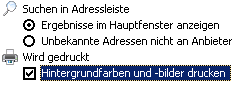 Suchen in Adressleiste
Ergebnisse im Hauptfenster anzeigen
Unbekannte Adressen nicht an Anbieter
Wird gedruckt
Hintergrundfarben und -bilder drucken